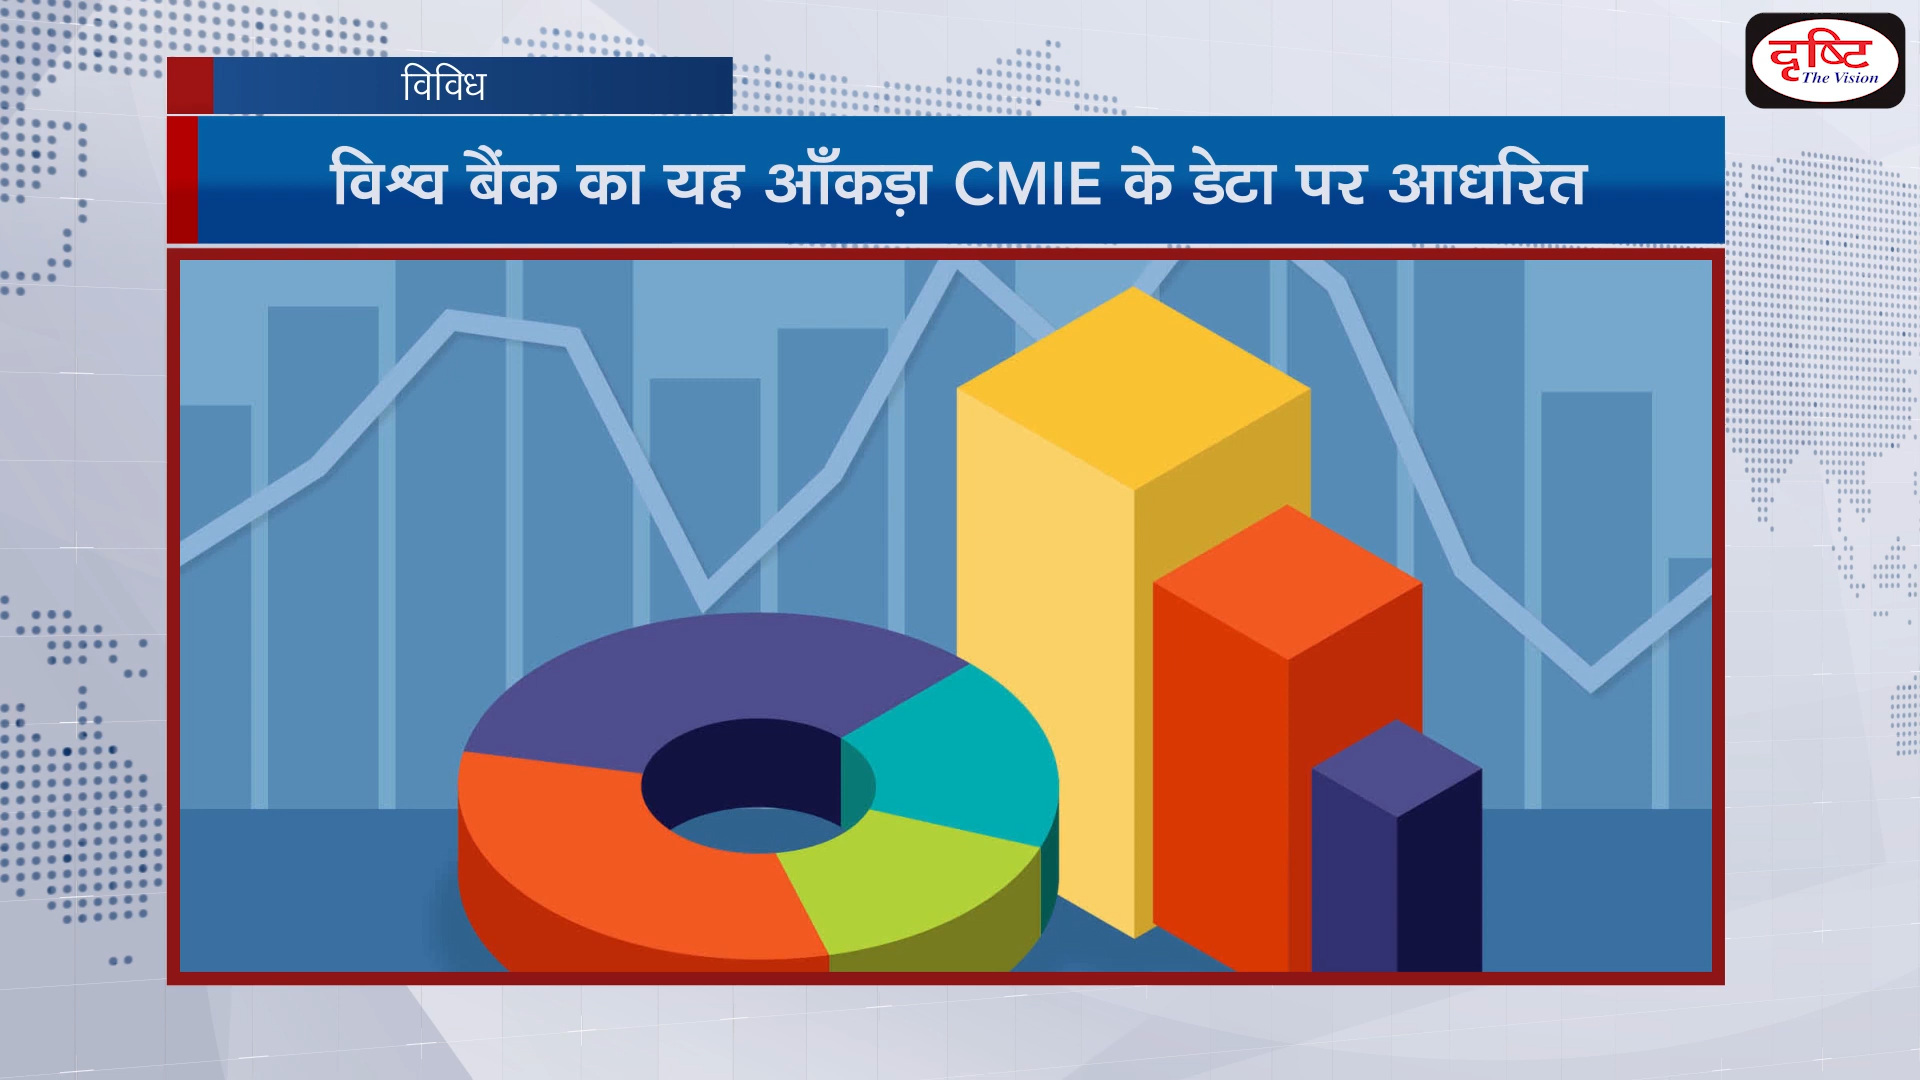 विविध
विश्व बैंक का यह आँकड़ा CMIE के डेटा पर आधरित
दृष्टि
The Vision